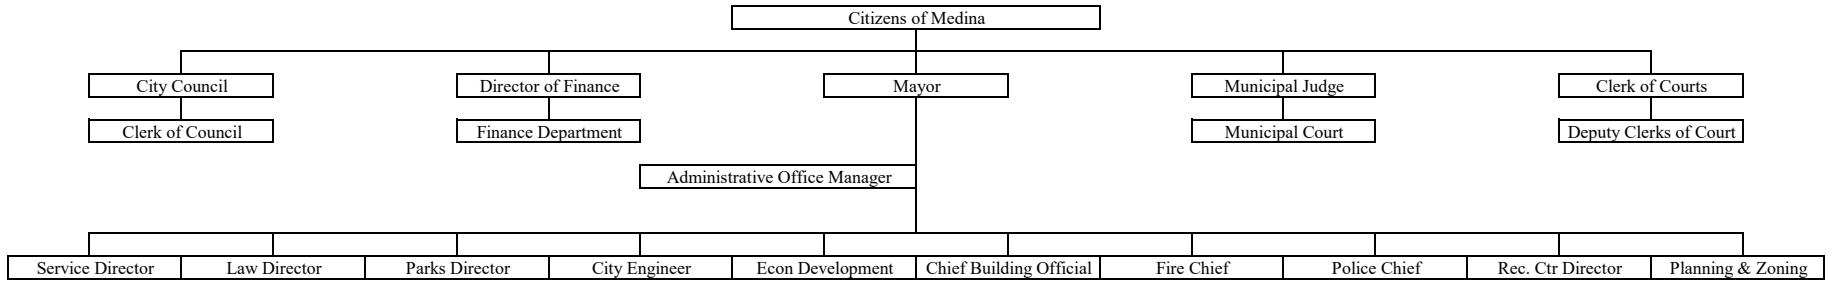 Citizens of Medina
City Council
Director of Finance
Mayor
Municipal Judge
Clerk of Courts
Clerk of Council
Finance Department
Municipal Court
Deputy Clerks of Court
Administrative Office Manager
Service Director
Law Director
Parks Director
City Engineer
Econ Development
Chief Building Official
Fire Chief
Police Chief
Rec. Ctr Director
Planning & Zoning